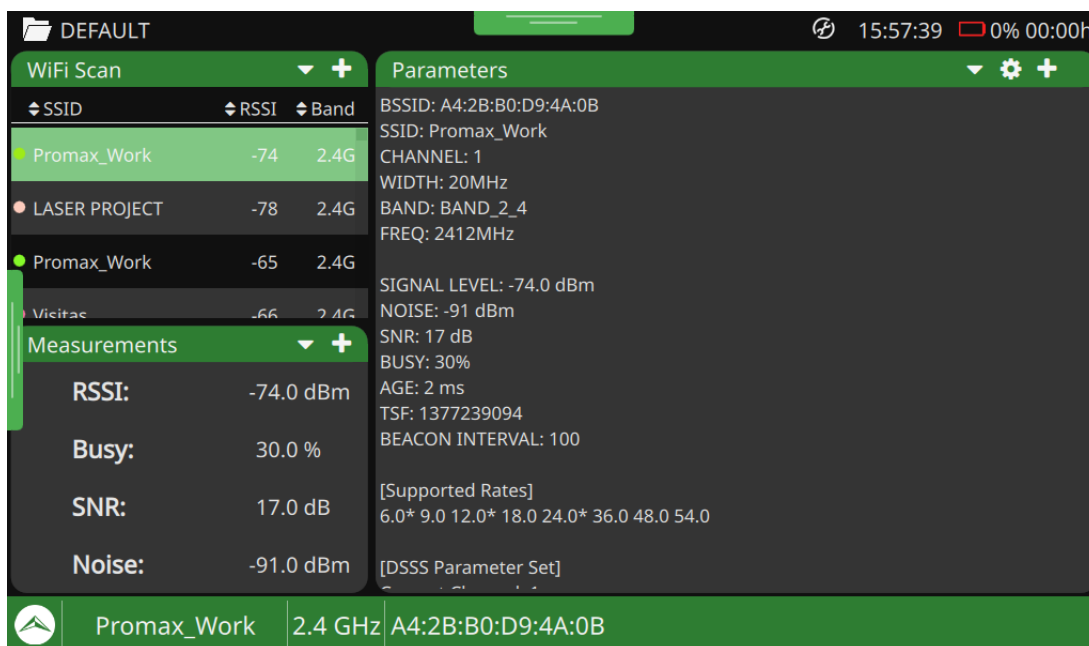 DEFAULT
15:57:39 0% 00:00h
WiFi Scan
SSID RSSI Band
Promax_Work -74 2.4G
LASER PROJECT -78 2.4G
Promax_Work -65 2.4G
Visitas -66 2.4G
Measurements
RSSI: -74.0 dBm
Busy: 30.0 %
SNR: 17.0 dB
Noise: -91.0 dBm
Parameters
BSSID: A4:2B:B0:D9:4A:0B
SSID: Promax_Work
CHANNEL: 1
WIDTH: 20MHz
BAND: BAND_2_4
FREQ: 2412MHz
SIGNAL LEVEL: -74.0 dBm
NOISE: -91 dBm
SNR: 17 dB
BUSY: 30%
AGE: 2 ms
TSF: 1377239094
BEACON INTERVAL: 100
[Supported Rates]
6.0* 9.0 12.0* 18.0 24.0* 36.0 48.0 54.0
[DSSS Parameter Set]
Promax_Work 2.4 GHz A4:2B:B0:D9:4A:0B